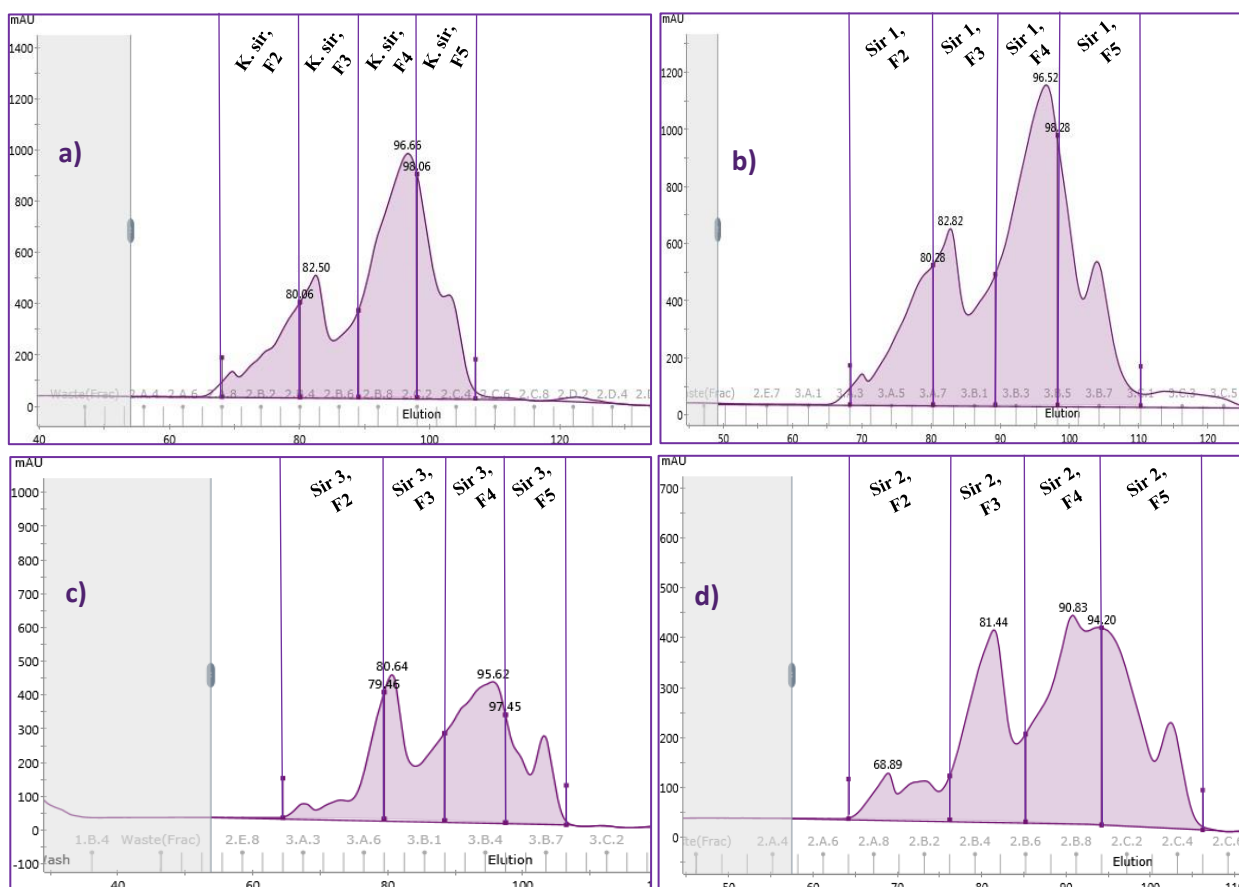 mAU
K. sir, F2
K. sir, F3
K. sir, F4
K. sir, F5
1400
1200
1000
800
600
400
200
0
a)
96.66
98.06
82.50
80.06
Waste(Frac) 2.A.4 2.A.6 2.B.2 2.B.6 2.B.8 2.C.2 2.C.4 2.C.6 2.C.8 2.D.2 2.D.4
Elution
40 60 80 100 120
mAU
Sir 1, F2
Sir 1, F3
Sir 1, F4
Sir 1, F5
1200
1000
800
600
400
200
0
b)
96.52
98.28
82.82
80.28
ste(Frac) 2.E.7 3.A.1 3.A.3 3.A.5 3.A.7 3.B.1 3.B.3 3.B.5 3.B.7 3.C.1 3.C.3 3.C.5
Elution
50 60 70 80 90 100 110 120
mAU
Sir 3, F2
Sir 3, F3
Sir 3, F4
Sir 3, F5
1000
900
800
700
600
500
400
300
200
100
0
-100
c)
80.64
79.46
95.62
97.45
1.B.4 Waste(Frac) 2.E.8 3.A.3 3.A.6 3.B.1 3.B.4 3.B.7 3.C.2
/ash
Elution
40 60 80 100
mAU
Sir 2, F2
Sir 2, F3
Sir 2, F4
Sir 2, F5
700
600
500
400
300
200
100
0
d)
68.89
81.44
90.83
94.20
te(Frac) 2.A.4 2.A.6 2.A.8 2.B.2 2.B.4 2.B.6 2.B.8 2.C.2 2.C.4 2.C.6
Elution
50 60 70 80 90 100 110